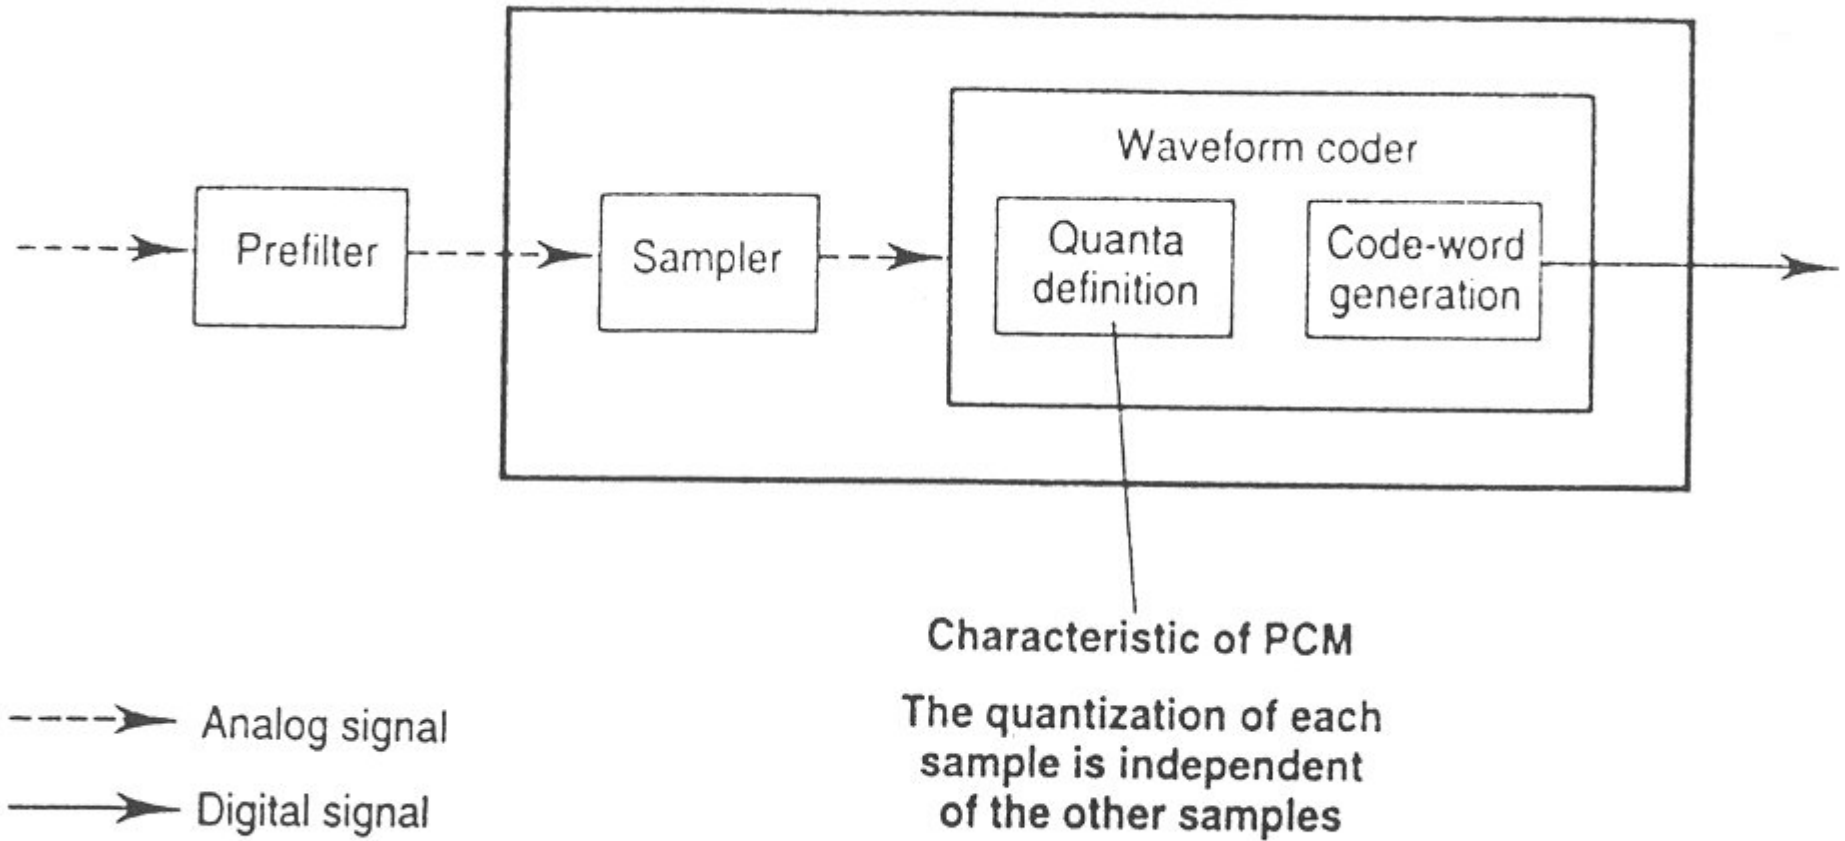 Waveform coder
Prefilter
Sampler
Quanta
definition
Code-word
generation
Characteristic of PCM
The quantization of each
sample is independent
of the other samples
Analog signal
Digital signal